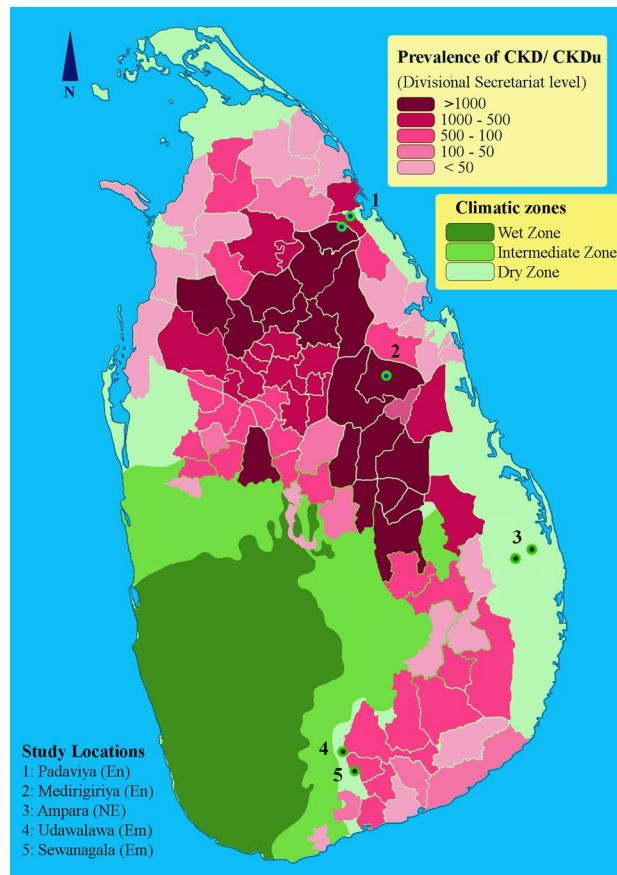 N
Prevalence of CKD/ CKDu
(Divisional Secretariat level)
>1000
1000 - 500
500 - 100
100 - 50
< 50
Climatic zones
Wet Zone
Intermediate Zone
Dry Zone
1
2
3
4
5
Study Locations
1: Padaviya (En)
2: Medirigiriya (En)
3: Ampara (NE)
4: Udawalawa (Em)
5: Sewanagala (Em)